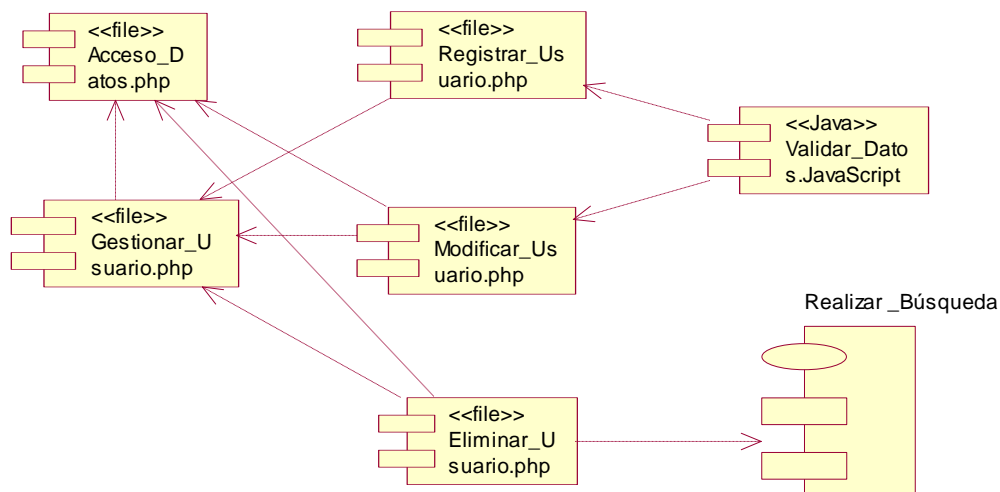 <<file>>
Acceso_D
atos.php
<<file>>
Registrar_Us
uario.php
<<Java>>
Validar_Dato
s.JavaScript
<<file>>
Gestionar_U
suario.php
<<file>>
Modificar_Us
uario.php
Realizar _Búsqueda
<<file>>
Eliminar_U
suario.php